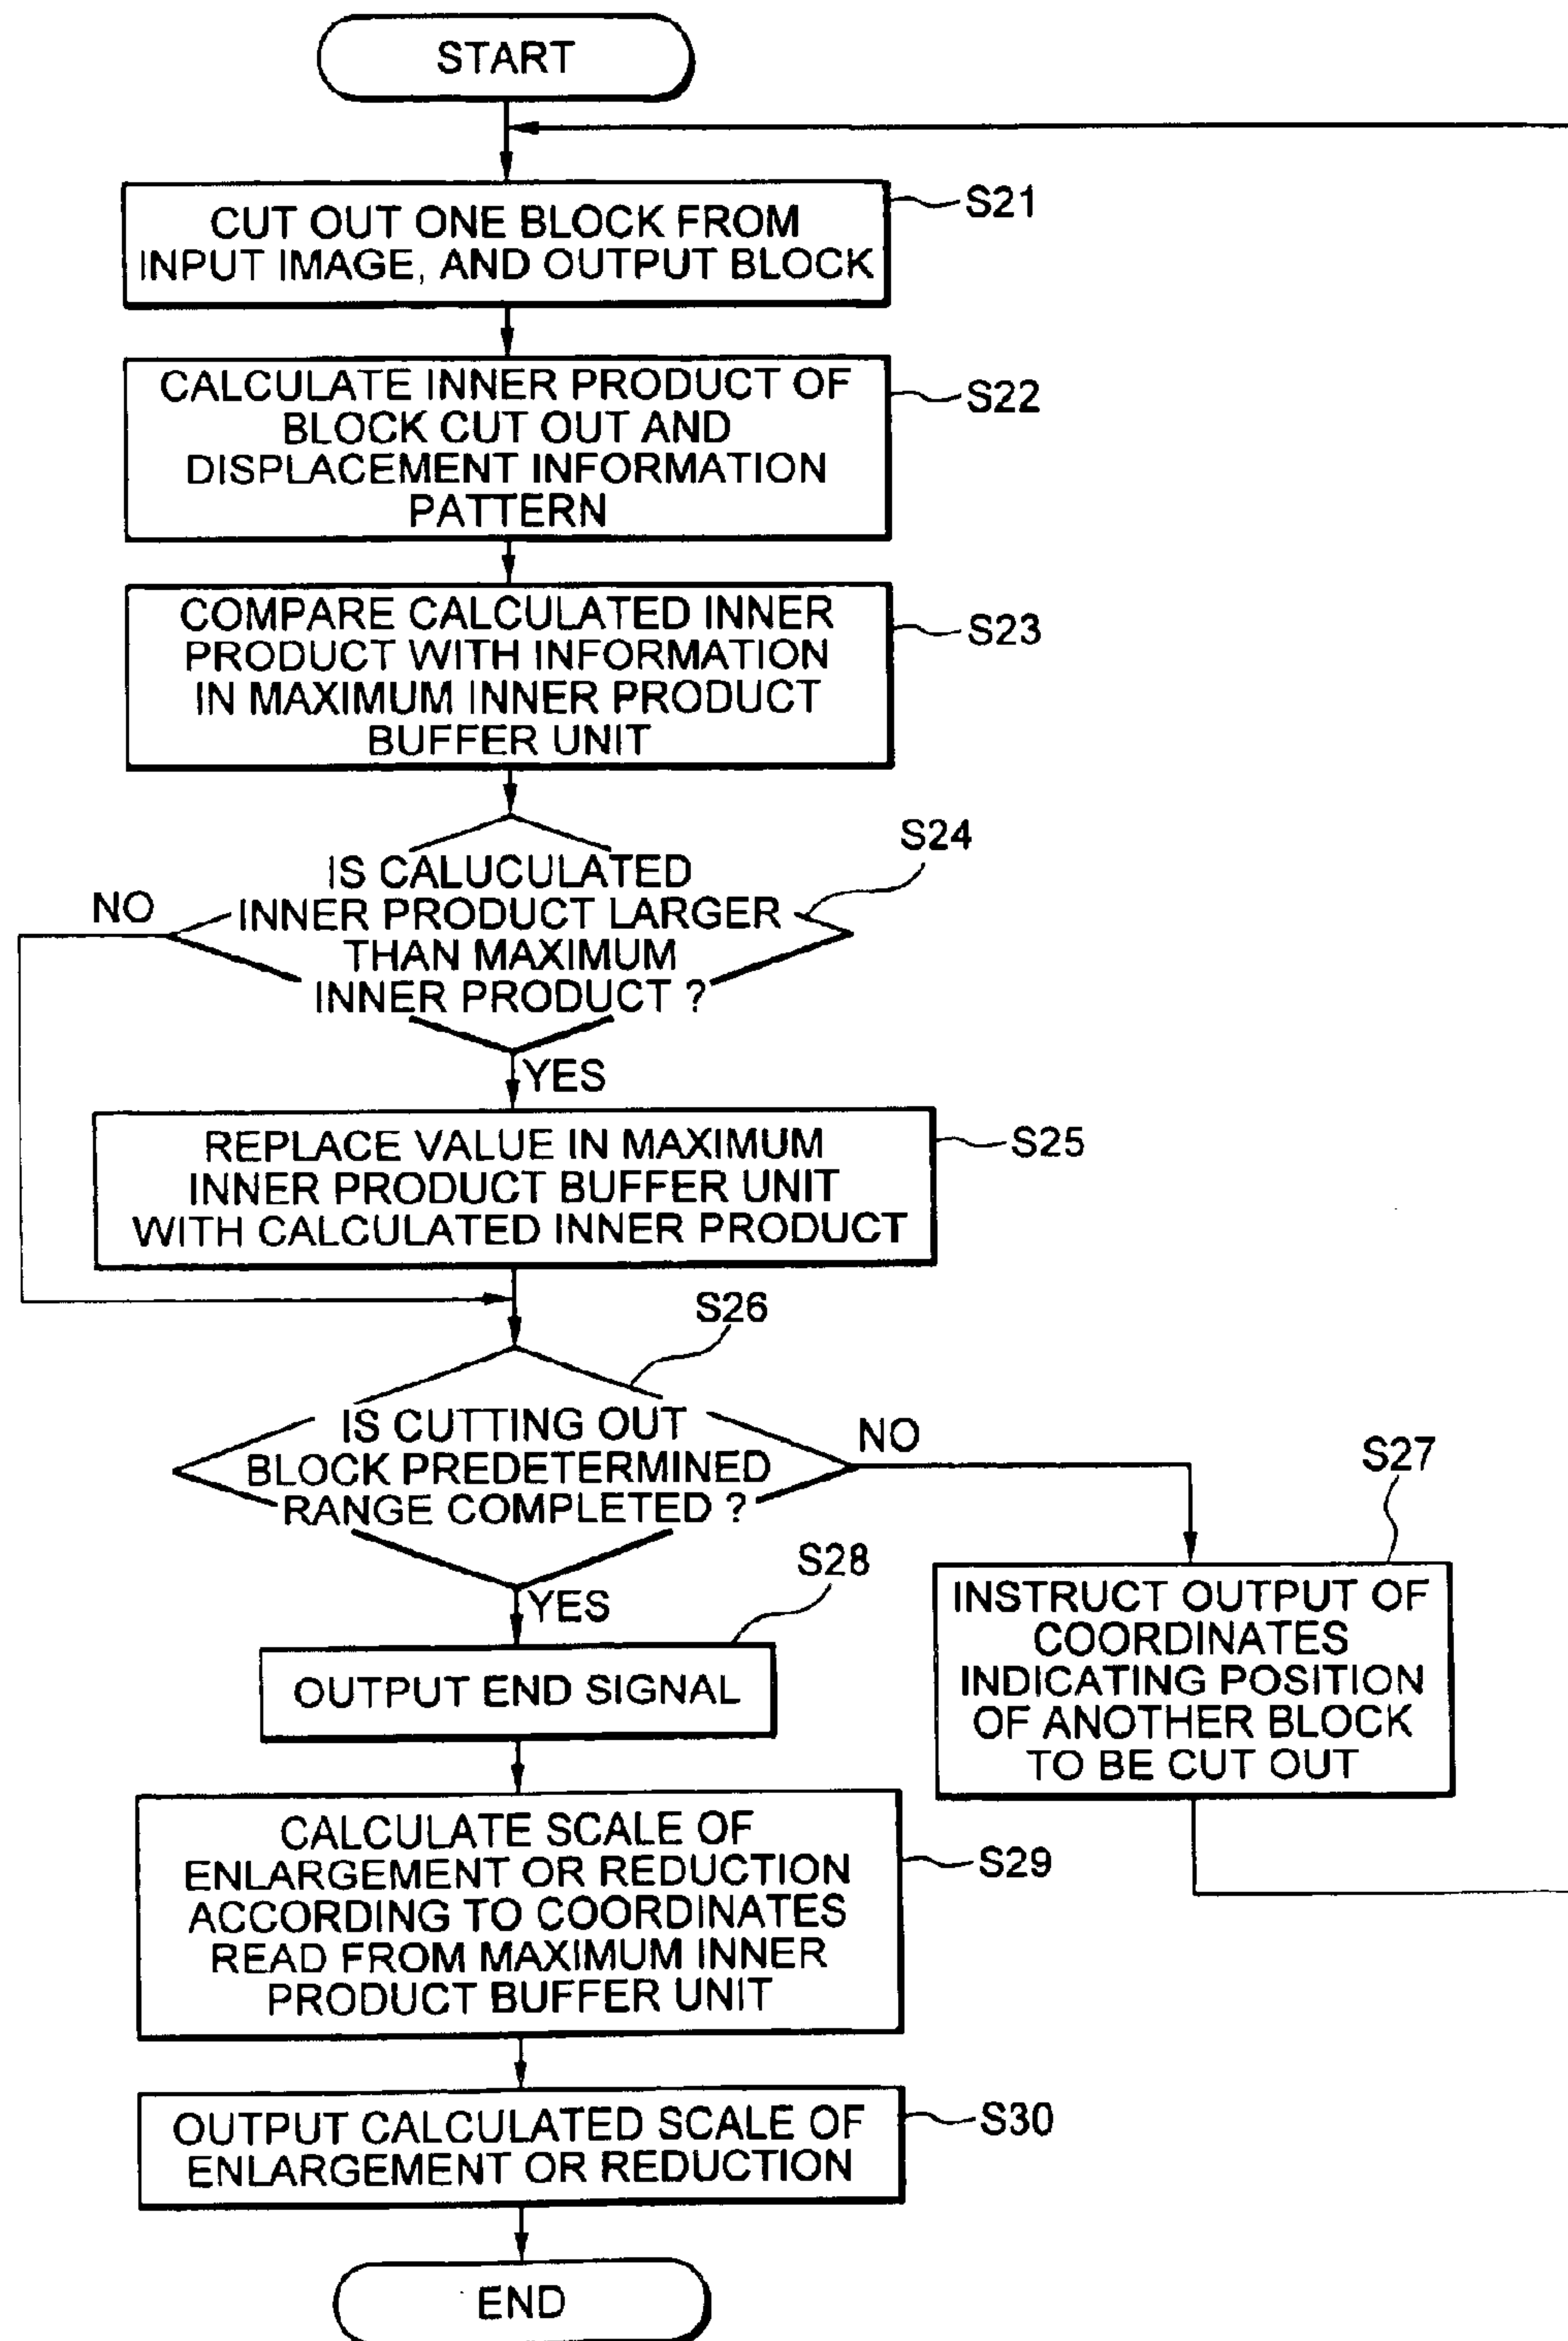 START
CUT OUT ONE BLOCK FROM
INPUT IMAGE, AND OUTPUT BLOCK
S21
CALCULATE INNER PRODUCT OF
BLOCK CUT OUT AND
DISPLACEMENT INFORMATION
PATTERN
S22
COMPARE CALCULATED INNER
PRODUCT WITH INFORMATION
IN MAXIMUM INNER PRODUCT
BUFFER UNIT
S23
IS CALUCULATED
INNER PRODUCT LARGER
THAN MAXIMUM
INNER PRODUCT ?
S24
NO
YES
REPLACE VALUE IN MAXIMUM
INNER PRODUCT BUFFER UNIT
WITH CALCULATED INNER PRODUCT
S25
S26
IS CUTTING OUT
BLOCK PREDETERMINED
RANGE COMPLETED ?
NO
YES
S27
INSTRUCT OUTPUT OF
COORDINATES
INDICATING POSITION
OF ANOTHER BLOCK
TO BE CUT OUT
S28
OUTPUT END SIGNAL
CALCULATE SCALE OF
ENLARGEMENT OR REDUCTION
ACCORDING TO COORDINATES
READ FROM MAXIMUM INNER
PRODUCT BUFFER UNIT
S29
OUTPUT CALCULATED SCALE OF
ENLARGEMENT OR REDUCTION
S30
END